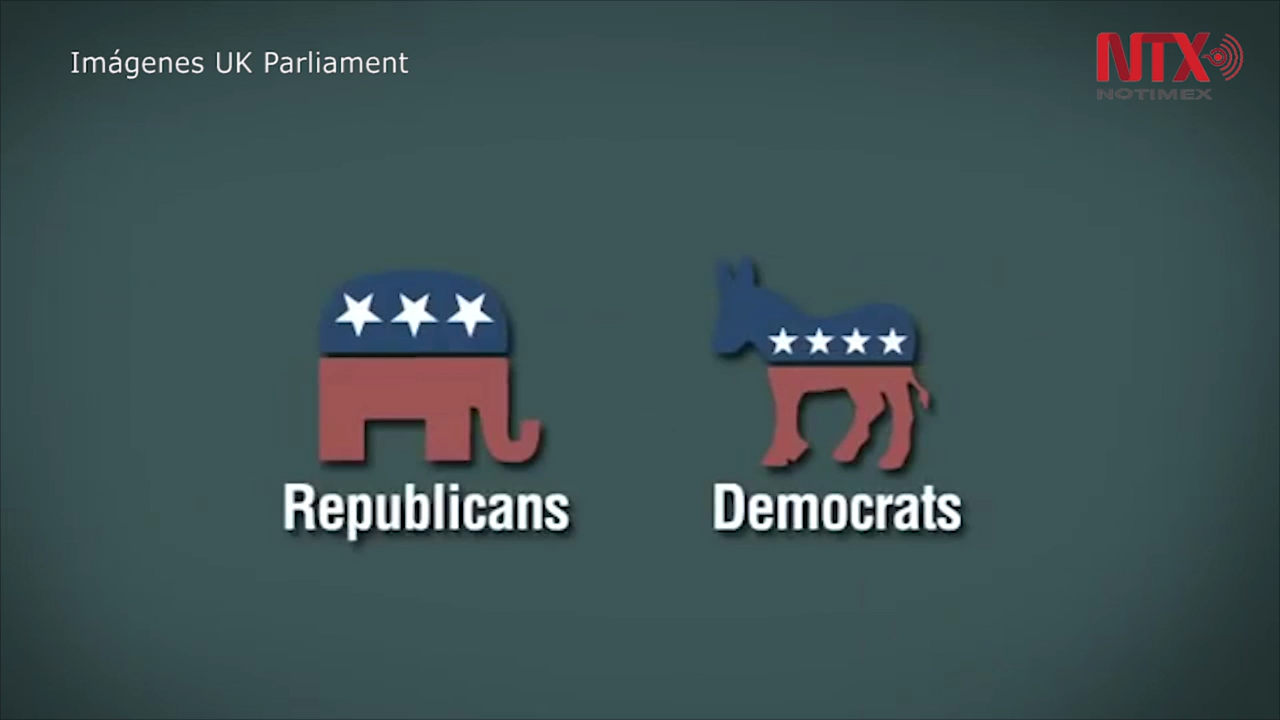 Imágenes UK Parliament
NTX
NOTIMEX
Republicans
Democrats